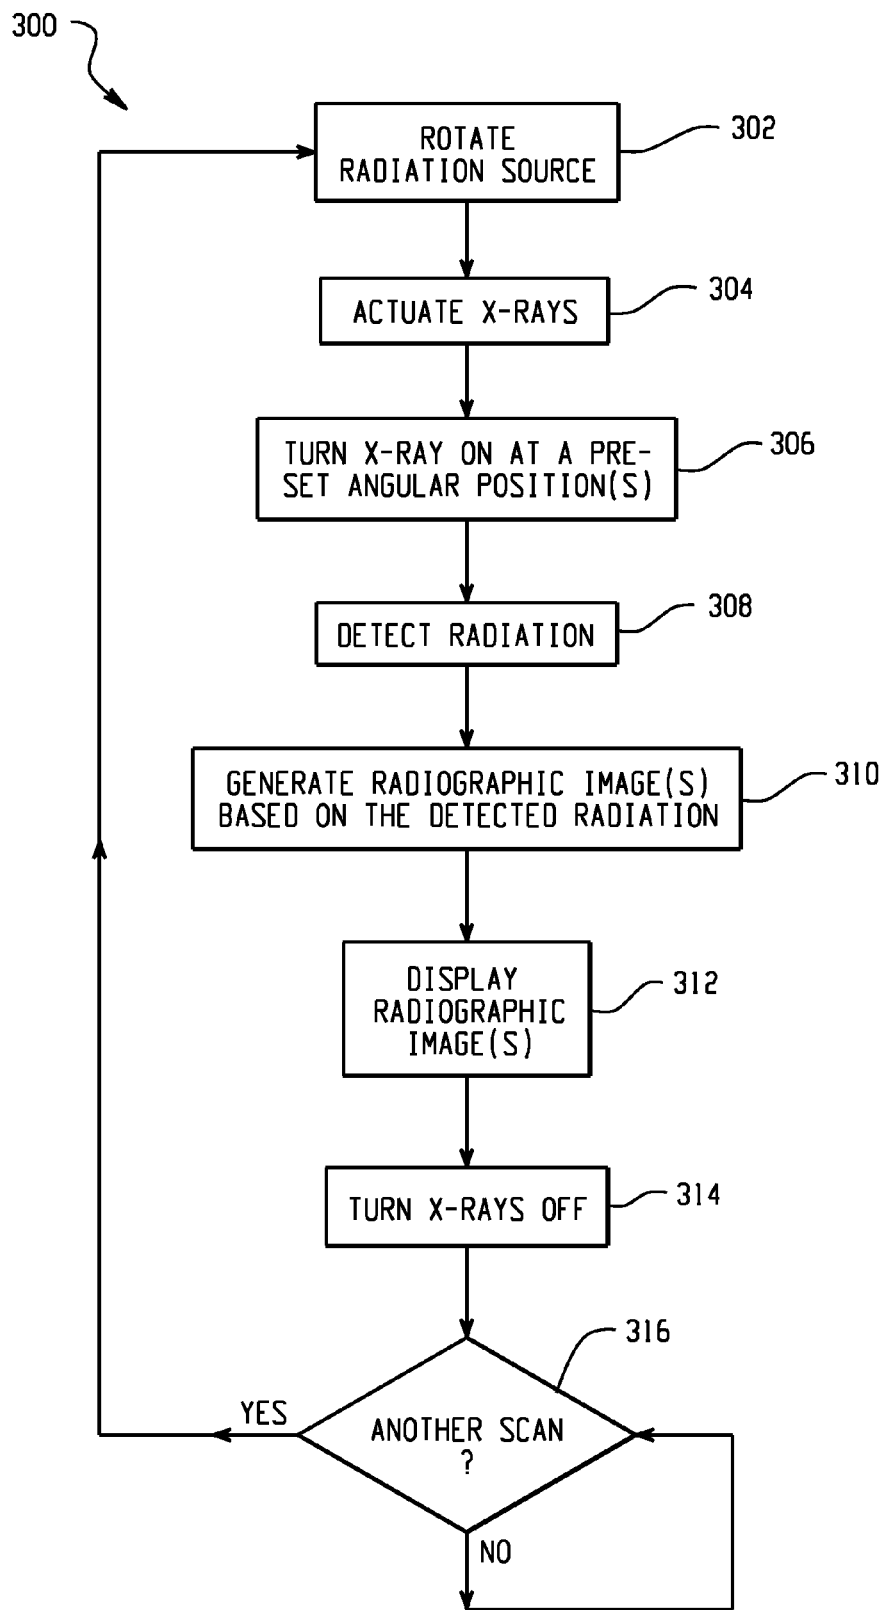 300
ROTATE
RADIATION SOURCE
302
ACTUATE X-RAYS
304
TURN X-RAY ON AT A PRE-
SET ANGULAR POSITION(S)
306
DETECT RADIATION
308
GENERATE RADIOGRAPHIC IMAGE(S)
BASED ON THE DETECTED RADIATION
310
DISPLAY
RADIOGRAPHIC
IMAGE(S)
312
TURN X-RAYS OFF
314
316
YES
ANOTHER SCAN
?
NO